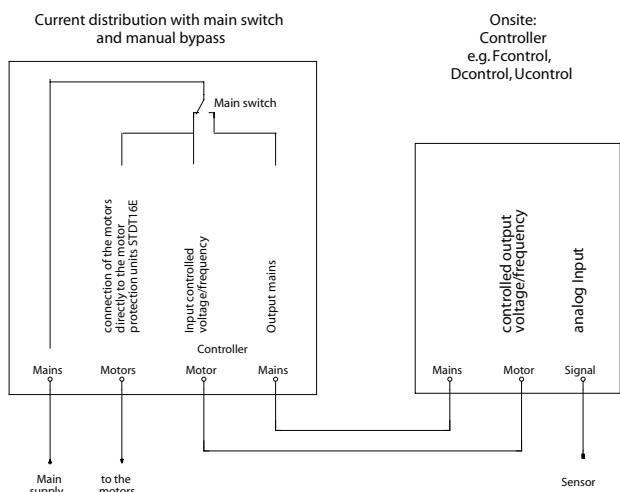 Current distribution with main switch
and manual bypass
Onsite:
Controller
e.g. Fcontrol,
Dcontrol, Ucontrol
Main switch
connection of the motors
directly to the motor
protection units STDT16E
Input controlled
voltage/frequency
Output mains
Controller
Mains
Motors
Motor
Mains
controlled output
voltage/frequency
analog Input
Mains
Motor
Signal
Main
supply
to the
motors
Sensor